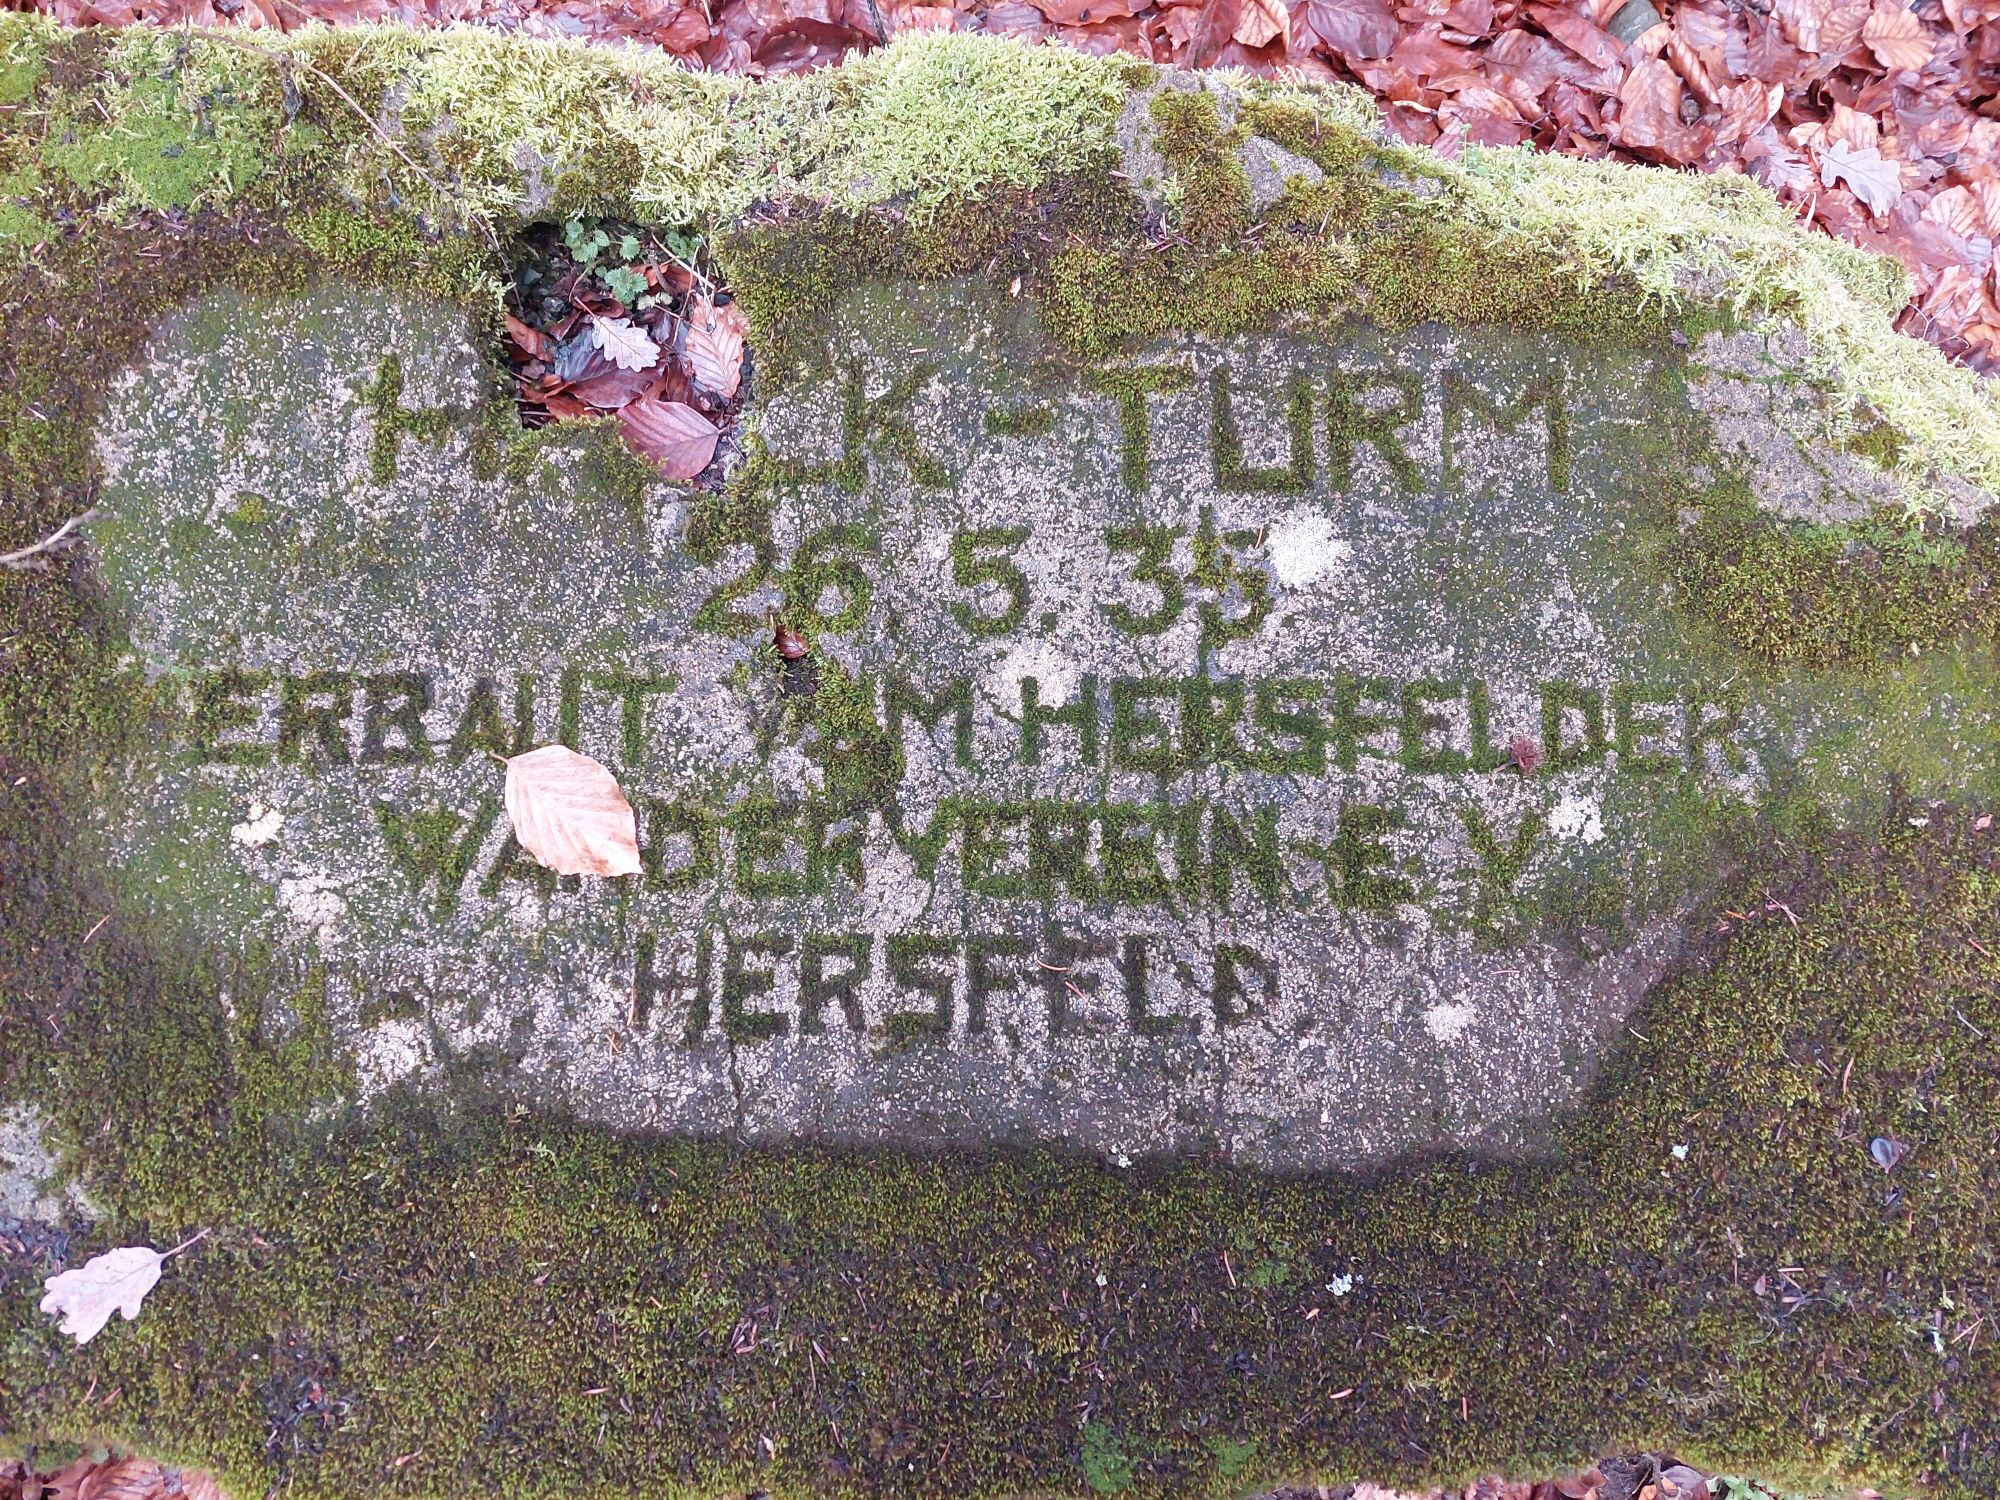 -TURM
26.5.35
ERBAUT VOM HERSFELDER
WANDERVEREIN E.V
HERSFELD